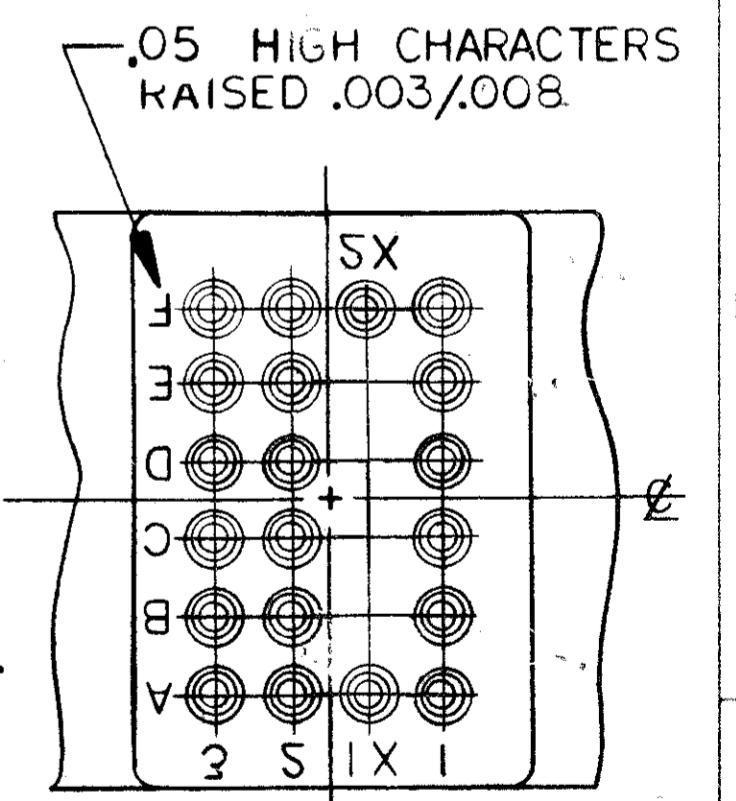 .05 HIGH CHARACTERS
RAISED .003/.008
2X
F
E
D
℄
C
B
A
3 2 1X 1